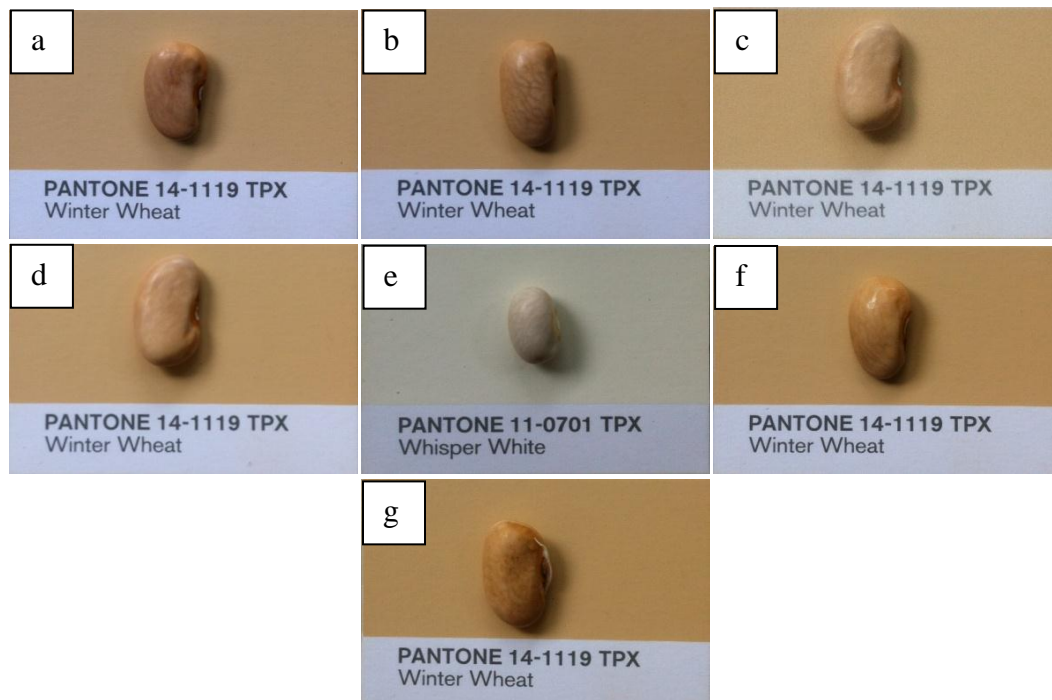 a
PANTONE 14-1119 TPX
Winter Wheat
b
PANTONE 14-1119 TPX
Winter Wheat
c
PANTONE 14-1119 TPX
Winter Wheat
d
PANTONE 14-1119 TPX
Winter Wheat
e
PANTONE 11-0701 TPX
Whisper White
f
PANTONE 14-1119 TPX
Winter Wheat
g
PANTONE 14-1119 TPX
Winter Wheat